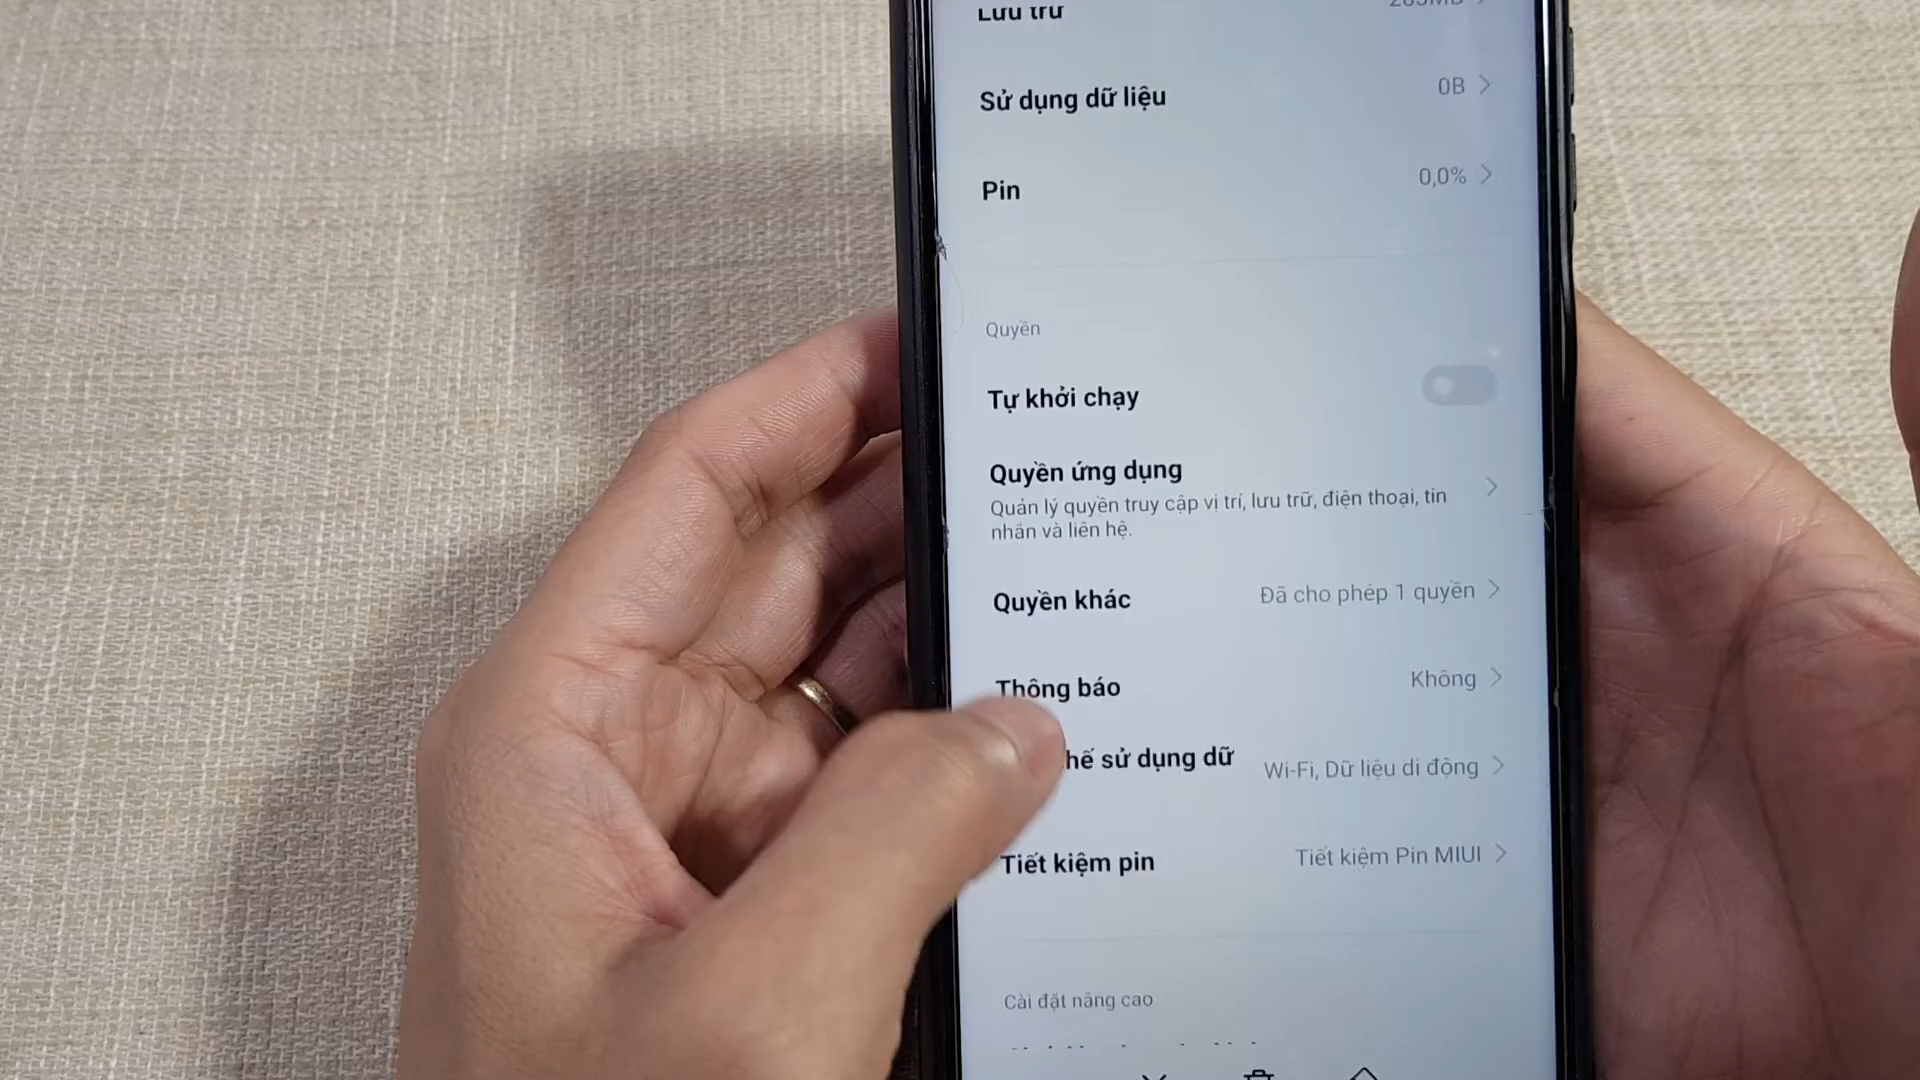 Lưu trữ
Sử dụng dữ liệu 0B
Pin 0,0%
Quyền
Tự khởi chạy
Quyền ứng dụng
Quản lý quyền truy cập vị trí, lưu trữ, điện thoại, tin
nhắn và liên hệ.
Quyền khác Đã cho phép 1 quyền
Thông báo Không
sử dụng dữ Wi-Fi, Dữ liệu di động
Tiết kiệm pin Tiết kiệm Pin MIUI
Cài đặt nâng cao